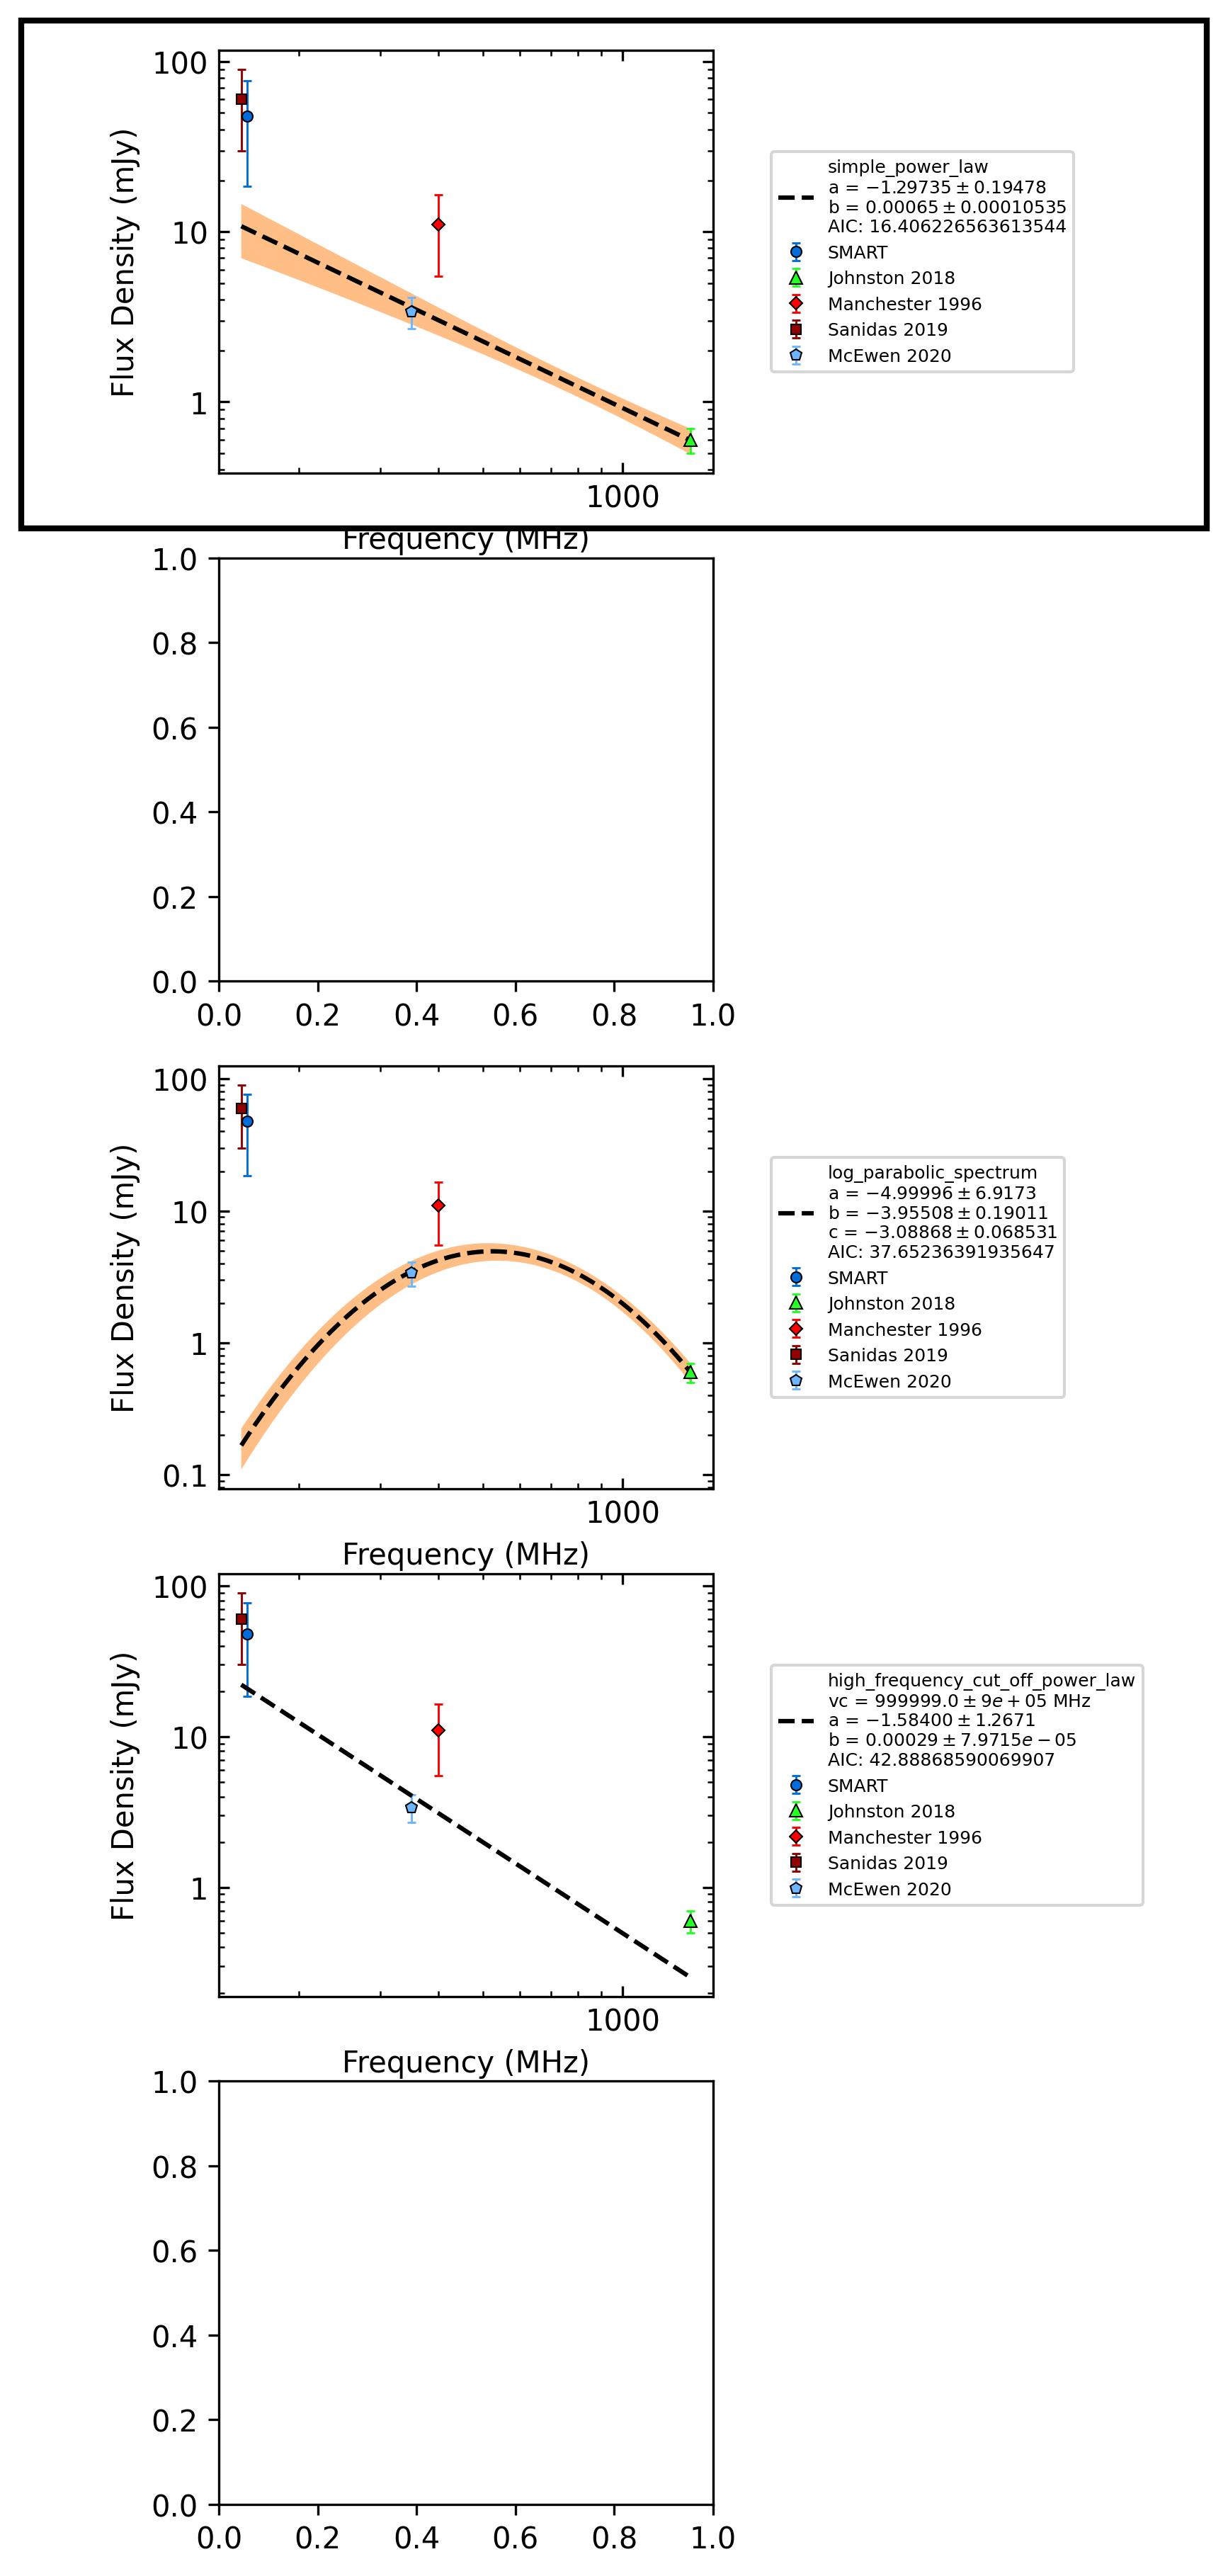 100
10
1
Flux Density (mJy)
1000
Frequency (MHz)
simple_power_law
a = −1.29735 ± 0.19478
b = 0.00065 ± 0.00010535
AIC: 16.406226563613544
SMART
Johnston 2018
Manchester 1996
Sanidas 2019
McEwen 2020
1.0
0.8
0.6
0.4
0.2
0.0
0.0 0.2 0.4 0.6 0.8 1.0
100
10
1
0.1
Flux Density (mJy)
1000
Frequency (MHz)
log_parabolic_spectrum
a = −4.99996 ± 6.9173
b = −3.95508 ± 0.19011
c = −3.08868 ± 0.068531
AIC: 37.65236391935647
SMART
Johnston 2018
Manchester 1996
Sanidas 2019
McEwen 2020
100
10
1
Flux Density (mJy)
1000
Frequency (MHz)
high_frequency_cut_off_power_law
vc = 999999.0 ± 9e + 05 MHz
a = −1.58400 ± 1.2671
b = 0.00029 ± 7.9715e − 05
AIC: 42.88868590069907
SMART
Johnston 2018
Manchester 1996
Sanidas 2019
McEwen 2020
1.0
0.8
0.6
0.4
0.2
0.0
0.0 0.2 0.4 0.6 0.8 1.0